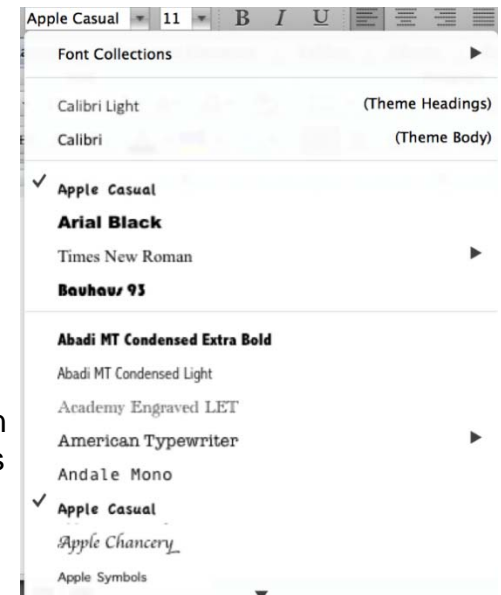 Apple Casual 11 B I U
Font Collections
Calibri Light (Theme Headings)
Calibri (Theme Body)
Apple Casual
Arial Black
Times New Roman
Bauhaus 93
Abadi MT Condensed Extra Bold
Abadi MT Condensed Light
Academy Engraved LET
American Typewriter
Andale Mono
Apple Casual
Apple Chancery
Apple Symbols